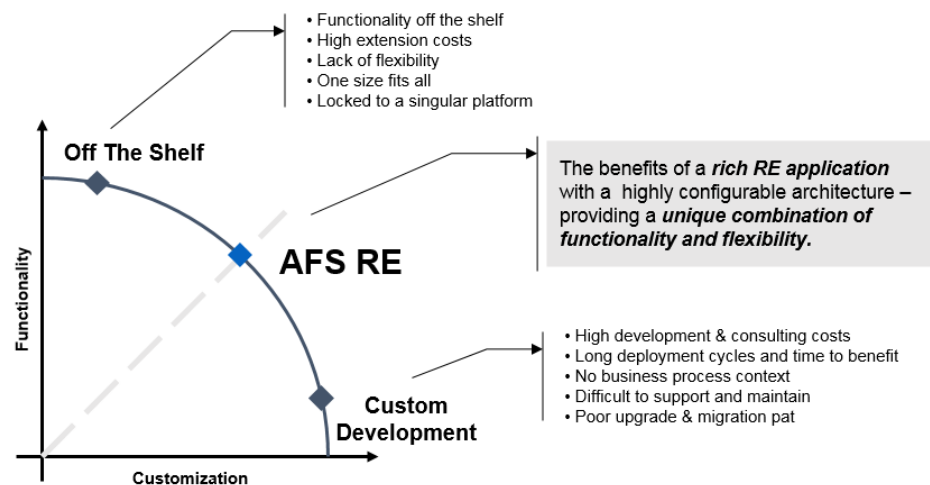 • Functionality off the shelf
• High extension costs
• Lack of flexibility
• One size fits all
• Locked to a singular platform
Off The Shelf
The benefits of a rich RE application
with a highly configurable architecture –
providing a unique combination of
functionality and flexibility.
AFS RE
Functionality
• High development & consulting costs
• Long deployment cycles and time to benefit
• No business process context
• Difficult to support and maintain
• Poor upgrade & migration pat
Custom
Development
Customization